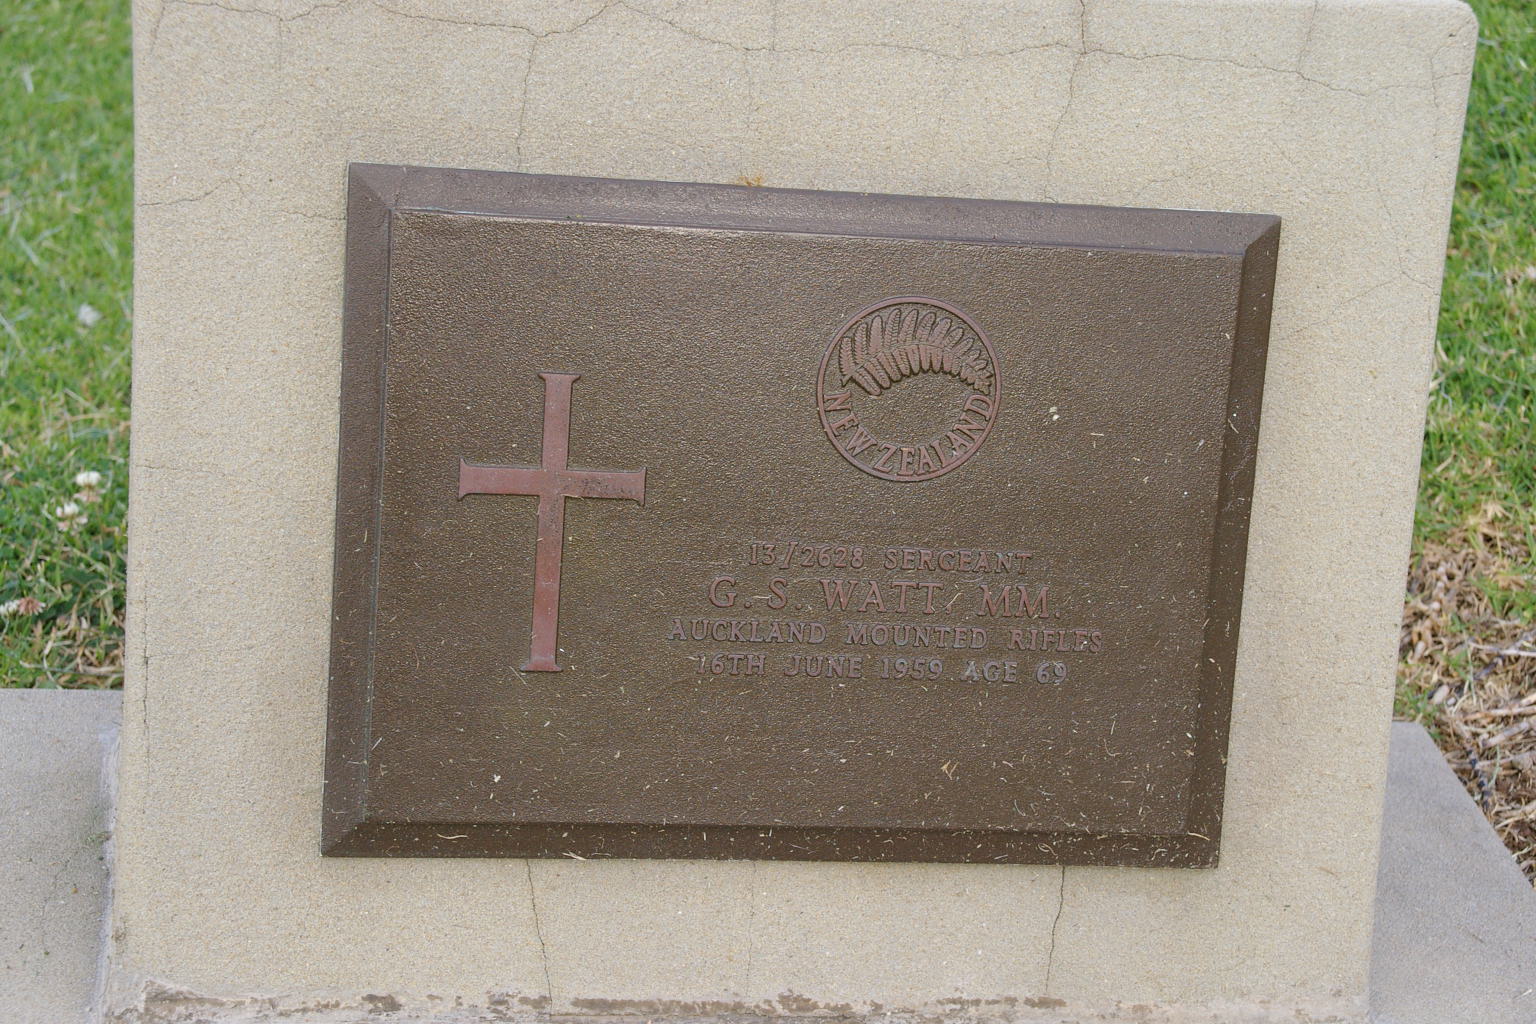 NEW ZEALAND
13/2628 SERGEANT
G. S. WATT, MM.
AUCKLAND MOUNTED RIFLES
16TH JUNE 1959 AGE 69